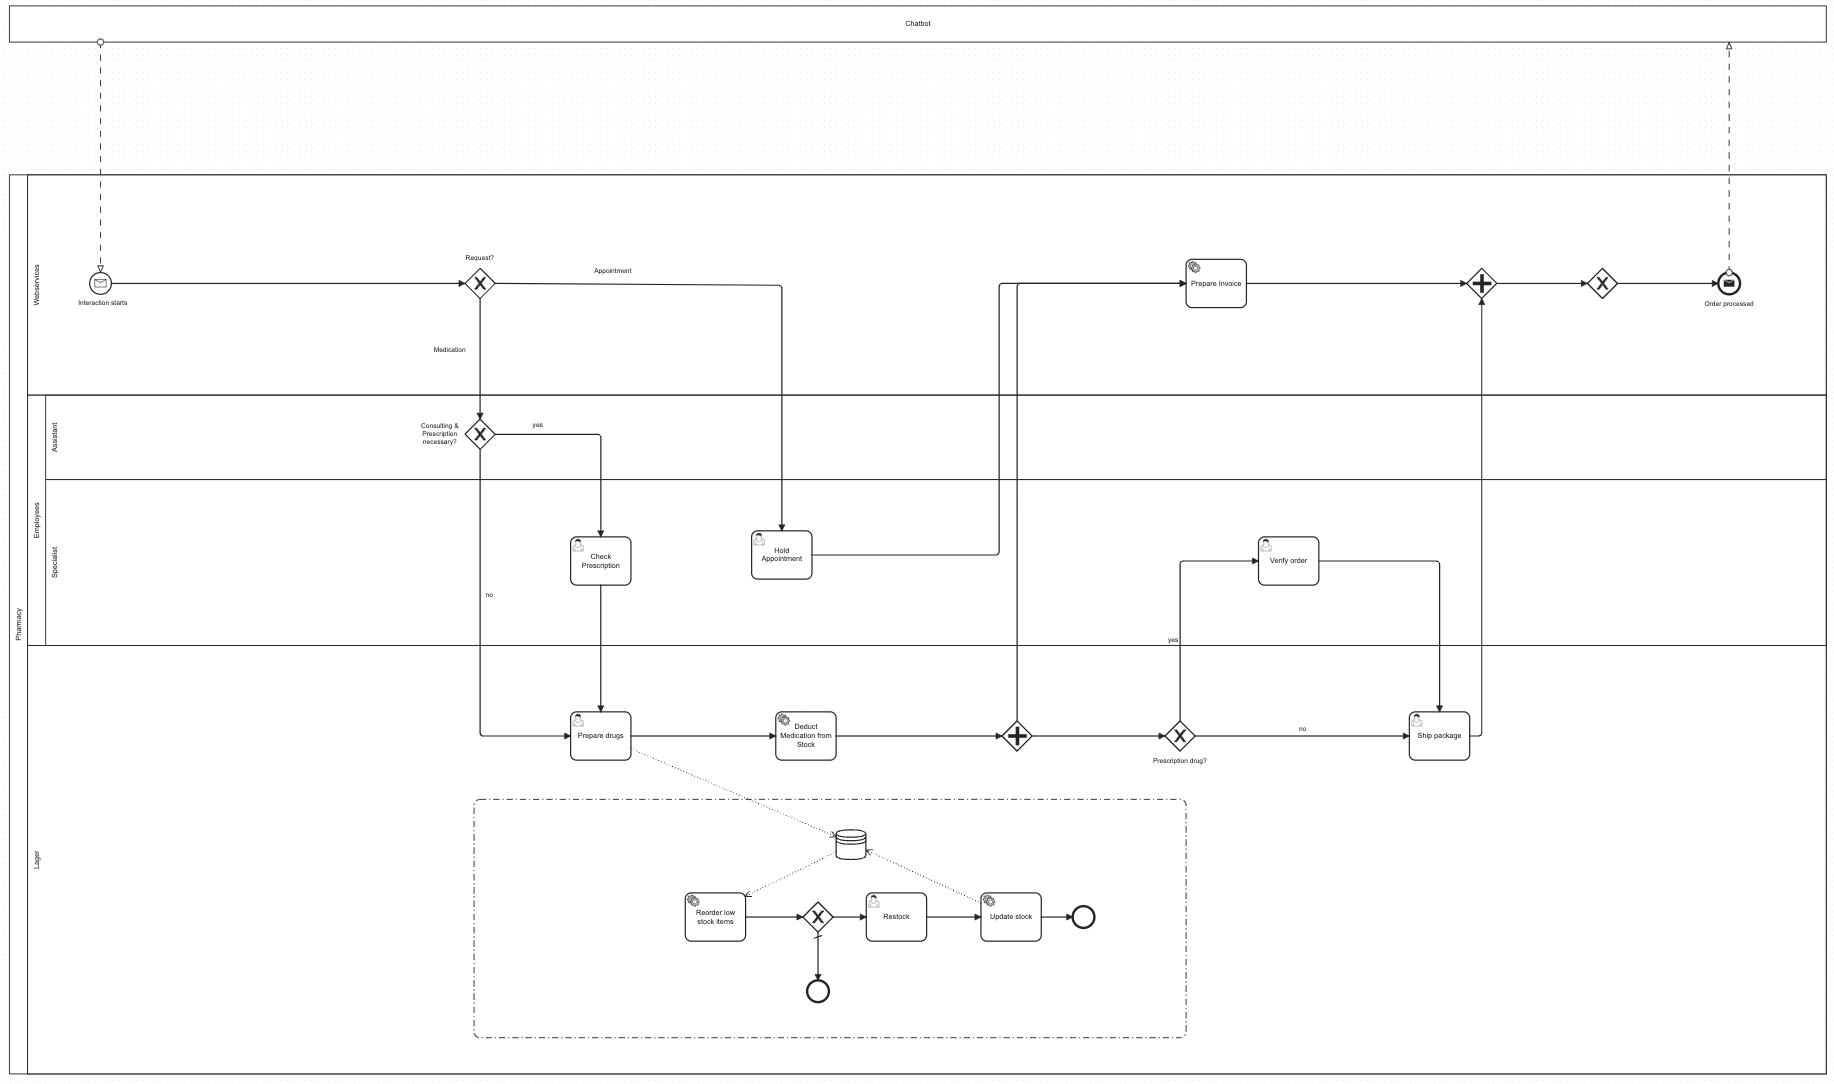 Chatbot
Pharmacy
Webservices
Interaction starts
Request?
Appointment
Medication
Prepare Invoice
Order processed
Employees
Assistant
Consulting &
Prescription
necessary?
yes
Specialist
Check
Prescription
Hold
Appointment
Verify order
no
yes
Lager
Prepare drugs
Deduct
Medication from
Stock
Prescription drug?
no
Ship package
Reorder low
stock items
Restock
Update stock